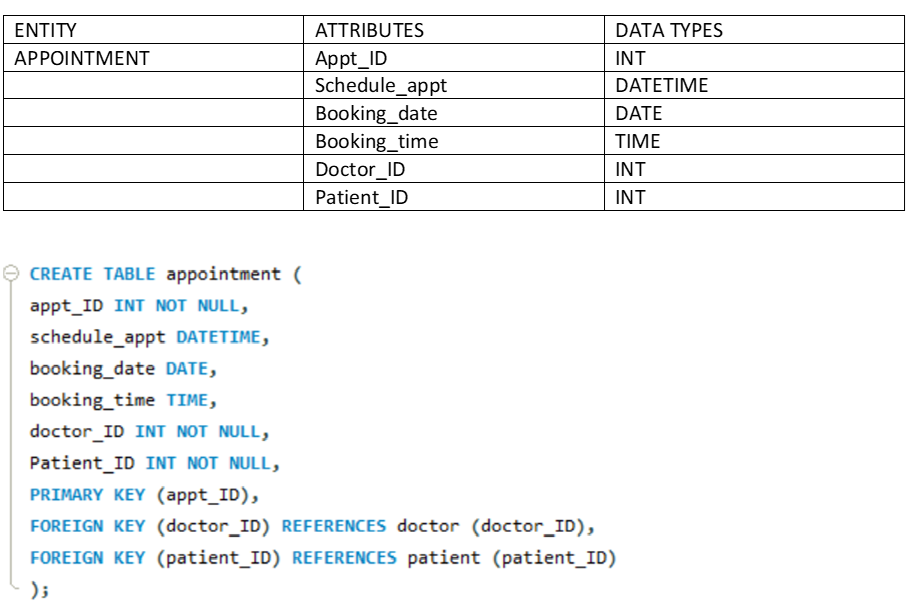 ENTITY ATTRIBUTES DATA TYPES
APPOINTMENT Appt_ID INT
Schedule_appt DATETIME
Booking_date DATE
Booking_time TIME
Doctor_ID INT
Patient_ID INT
CREATE TABLE appointment (
appt_ID INT NOT NULL,
schedule_appt DATETIME,
booking_date DATE,
booking_time TIME,
doctor_ID INT NOT NULL,
Patient_ID INT NOT NULL,
PRIMARY KEY (appt_ID),
FOREIGN KEY (doctor_ID) REFERENCES doctor (doctor_ID),
FOREIGN KEY (patient_ID) REFERENCES patient (patient_ID)
);